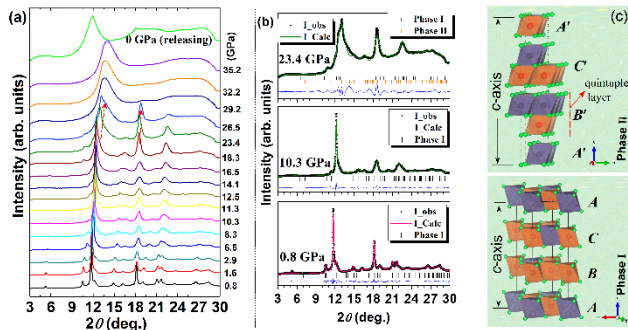 (a)
0 GPa (releasing)
(GPa)
35.2
32.2
29.2
26.5
23.4
18.3
16.5
14.1
12.5
11.3
10.3
8.3
6.5
2.9
1.6
0.8
Intensity (arb. units)
3 6 9 12 15 18 21 24 27 30
2θ (deg.)
(b)
I_obs
I_Calc
Phase I
Phase II
23.4 GPa
I_obs
I_Calc
Phase I
10.3 GPa
I_obs
I_Calc
Phase I
0.8 GPa
Intensity (arb. units)
3 6 9 12 15 18 21 24 27 30
2θ (deg.)
(c)
A'
C'
quintuple
layer
B'
A'
c-axis
Phase II
A
C
B
A
c-axis
Phase I